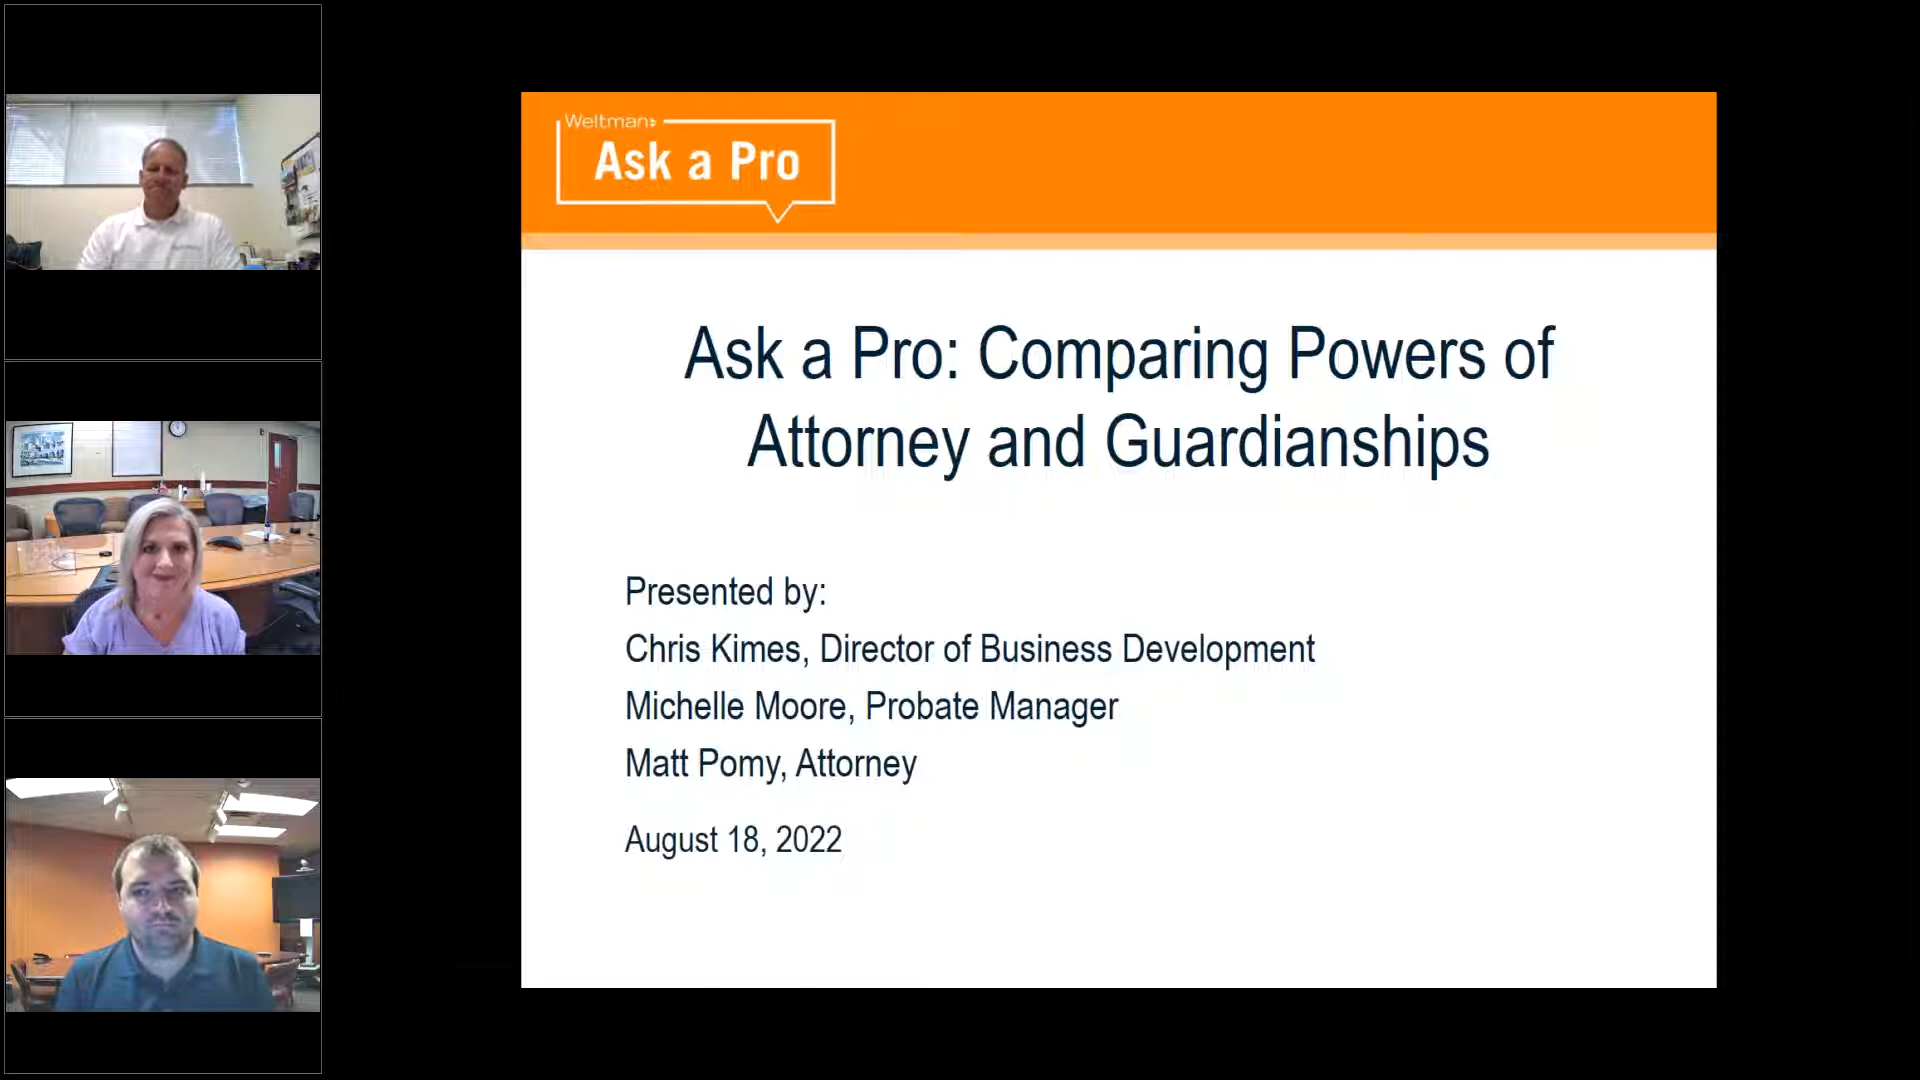 Weltman
Ask a Pro
Ask a Pro: Comparing Powers of
Attorney and Guardianships
Presented by:
Chris Kimes, Director of Business Development
Michelle Moore, Probate Manager
Matt Pomy, Attorney
August 18, 2022